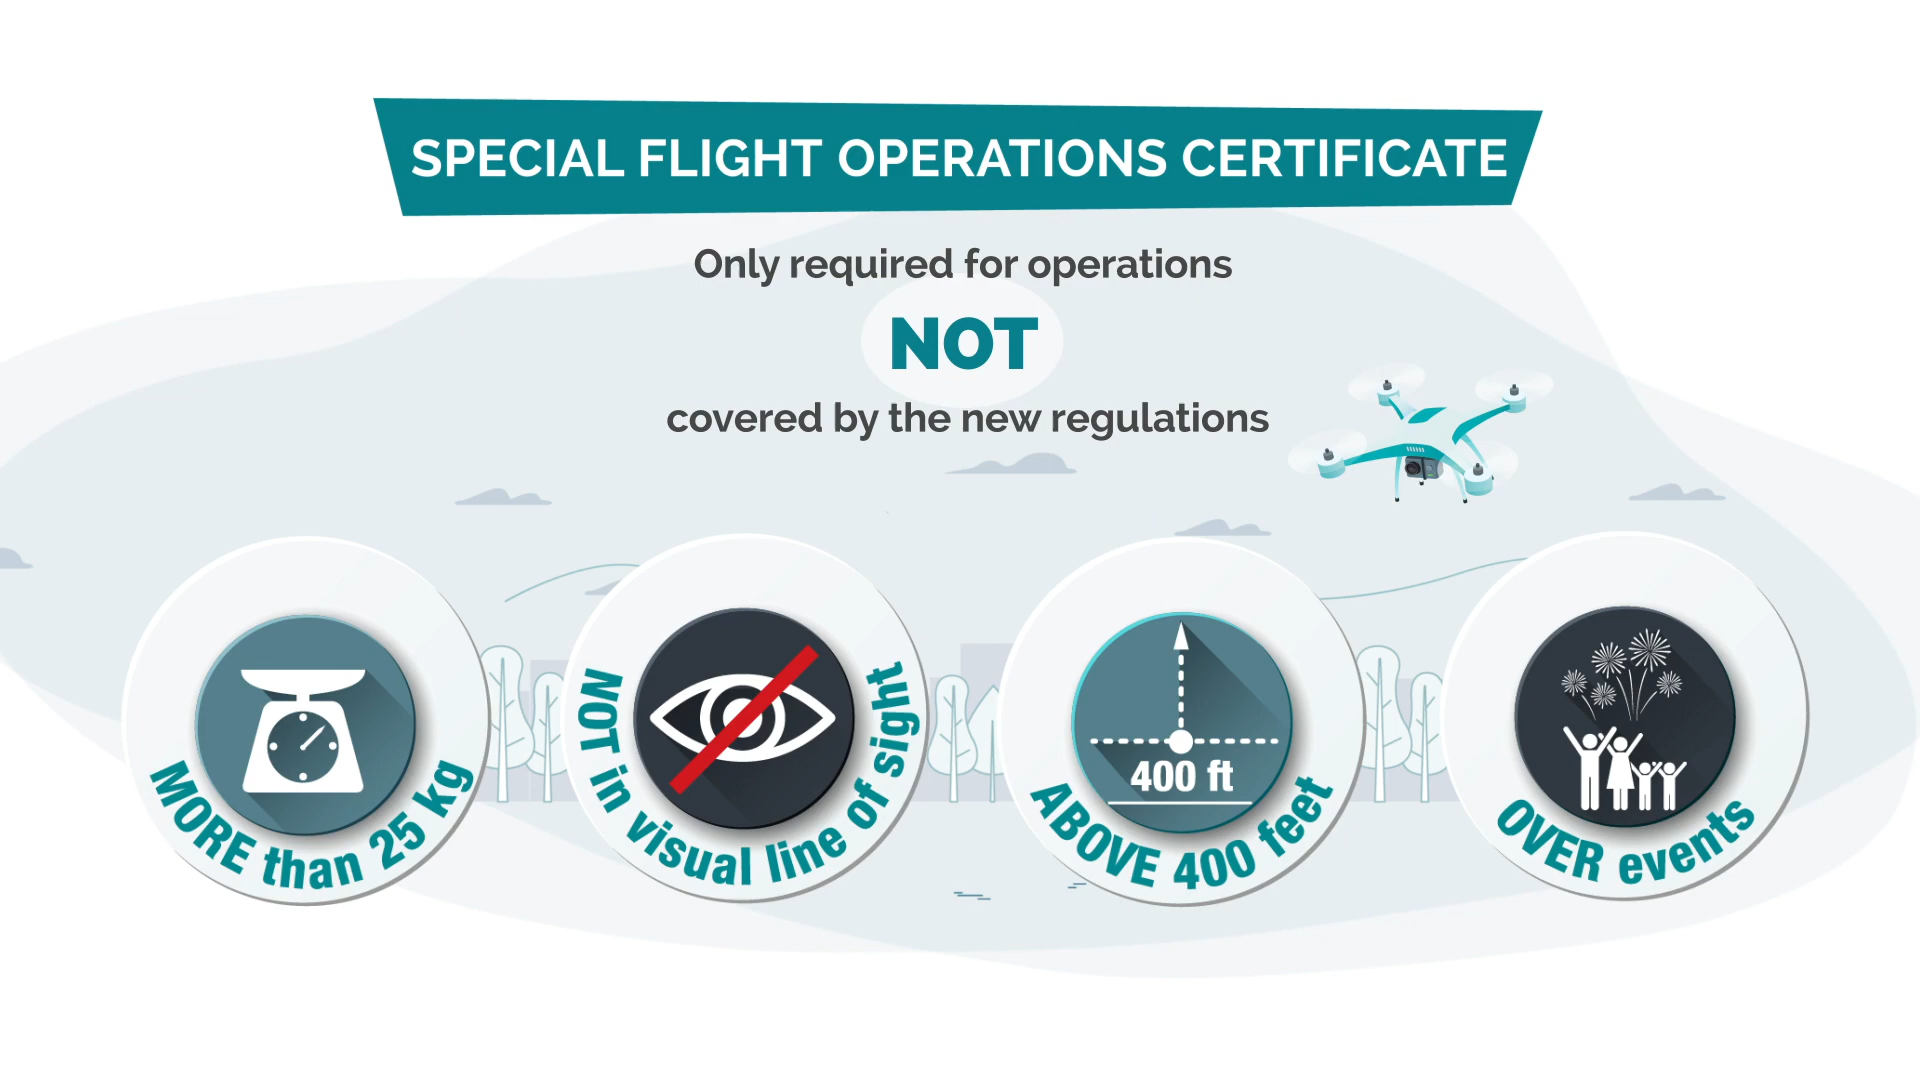 SPECIAL FLIGHT OPERATIONS CERTIFICATE
Only required for operations
NOT
covered by the new regulations
MORE than 25 kg
NOT in visual line of sight
400 ft
ABOVE 400 feet
OVER events